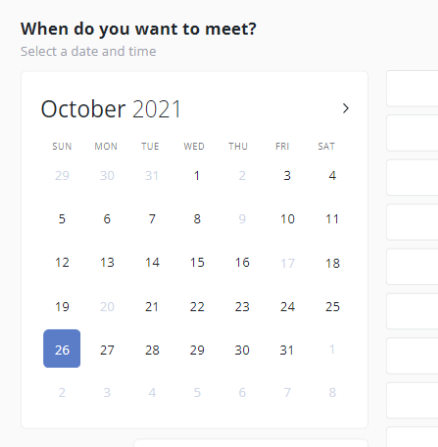 When do you want to meet?
Select a date and time
October 2021
SUN MON TUE WED THU FRI SAT
29 30 31 1 2 3 4
5 6 7 8 9 10 11
12 13 14 15 16 17 18
19 20 21 22 23 24 25
26 27 28 29 30 31 1
2 3 4 5 6 7 8